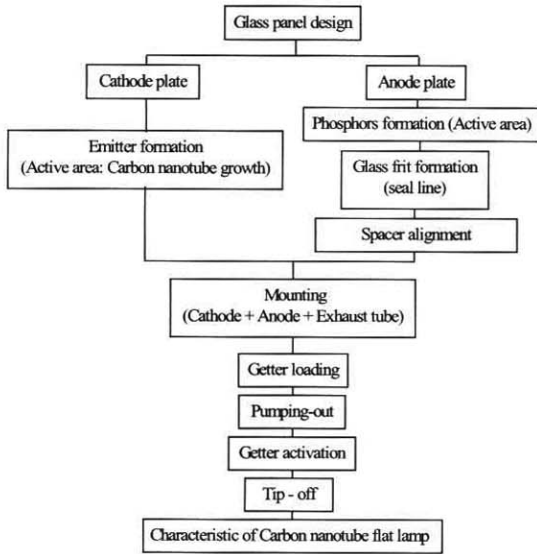 Glass panel design
Cathode plate
Anode plate
Phosphors formation (Active area)
Emitter formation
(Active area: Carbon nanotube growth)
Glass frit formation
(seal line)
Spacer alignment
Mounting
(Cathode + Anode + Exhaust tube)
Getter loading
Pumping-out
Getter activation
Tip - off
Characteristic of Carbon nanotube flat lamp